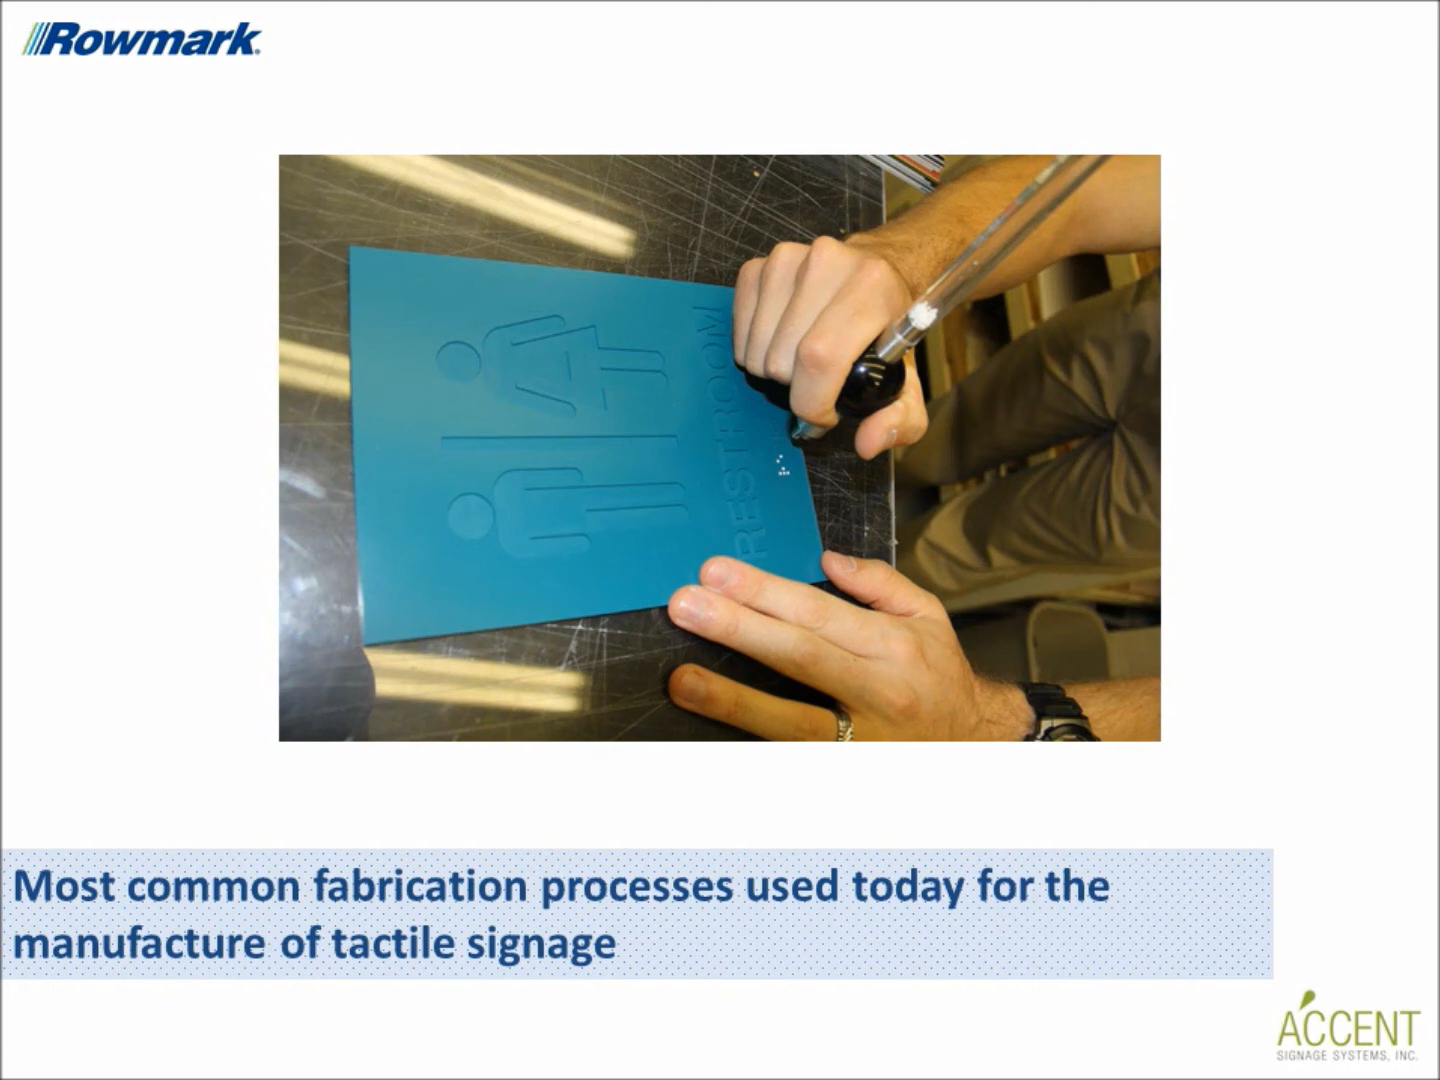 Rowmark
RESTROOM
Most common fabrication processes used today for the
manufacture of tactile signage
ACCENT
SIGNAGE SYSTEMS, INC.